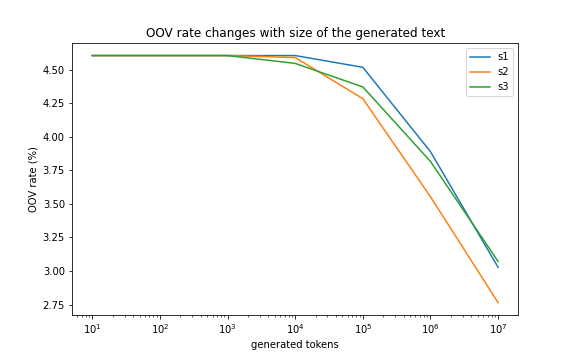 OOV rate changes with size of the generated text
s1
s2
s3
OOV rate (%)
4.50
4.25
4.00
3.75
3.50
3.25
3.00
2.75
10¹ 10² 10³ 10⁴ 10⁵ 10⁶ 10⁷
generated tokens